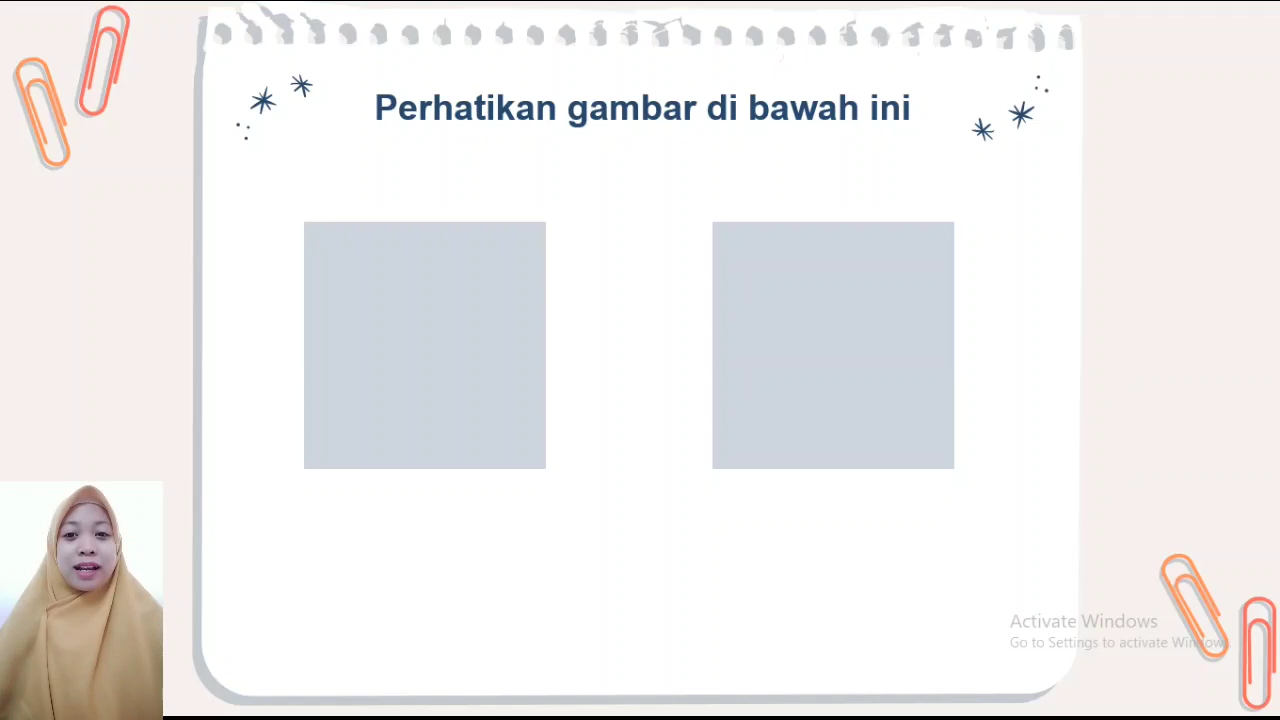 Perhatikan gambar di bawah ini
Activate Windows
Go to Settings to activate Windows.